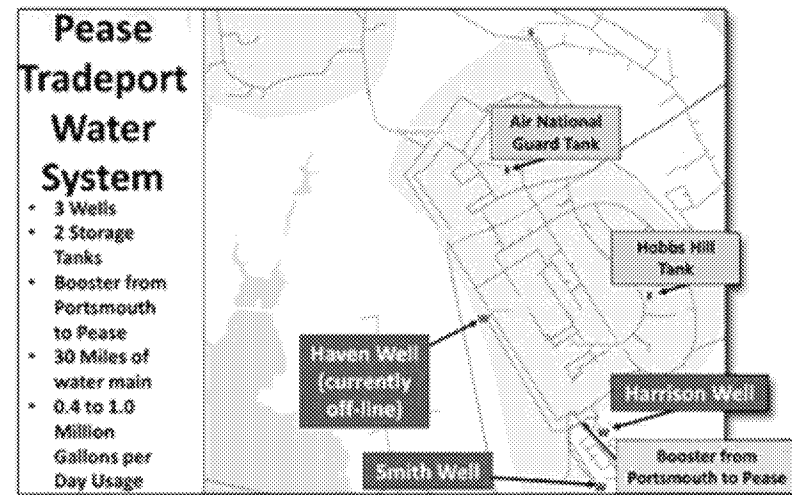 Pease
Tradeport
Water
System
• 3 Wells
• 2 Storage
Tanks
• Booster from
Portsmouth
to Pease
• 30 Miles of
water main
• 0.4 to 1.0
Million
Gallons per
Day Usage
Air National
Guard Tank
Hobbs Hill
Tank
Haven Well
(currently
off-line)
Harrison Well
Smith Well
Booster from
Portsmouth to Pease